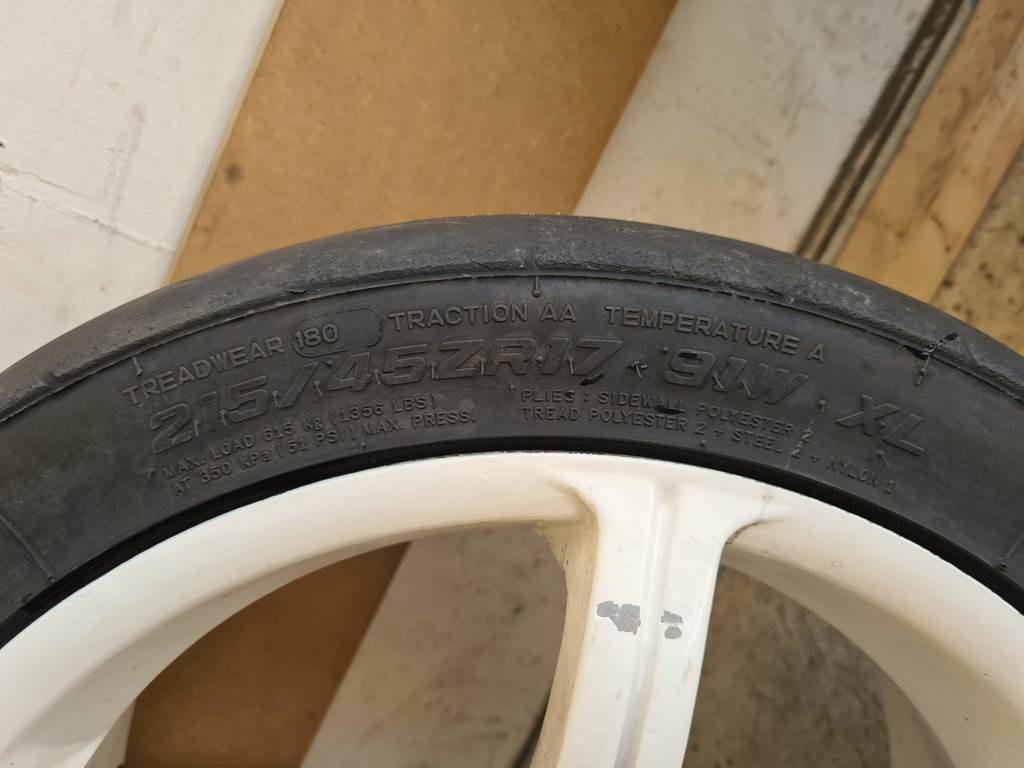 TREADWEAR 180 TRACTION AA TEMPERATURE A
215/45ZR17 91W XL
MAX. LOAD 615 Kg (1356 LBS)
AT 350 KPa (51 PSI) MAX. PRESS.
PLIES : SIDEWALL POLYESTER 2
TREAD POLYESTER 2 + STEEL 2 + NYLON 1